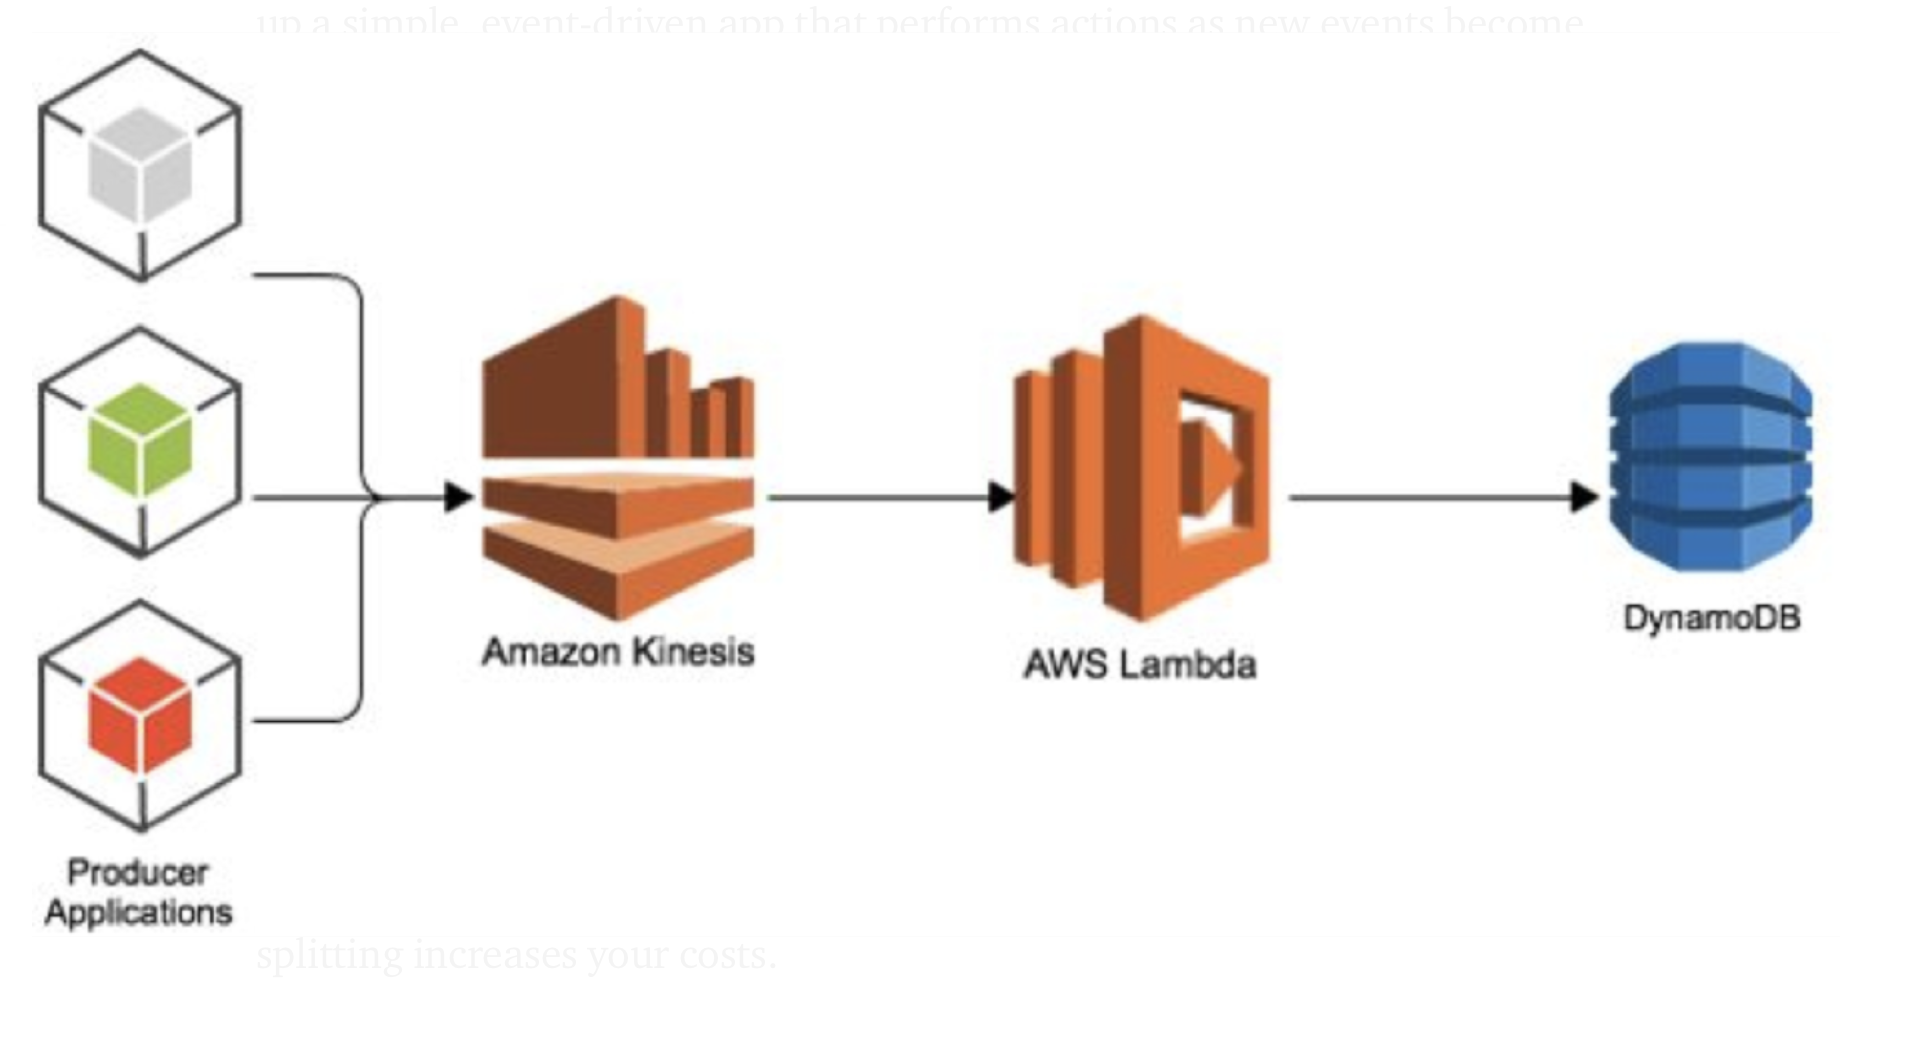 up a simple, event-driven app that performs actions as new events become
Amazon Kinesis
AWS Lambda
DynamoDB
Producer
Applications
splitting increases your costs.